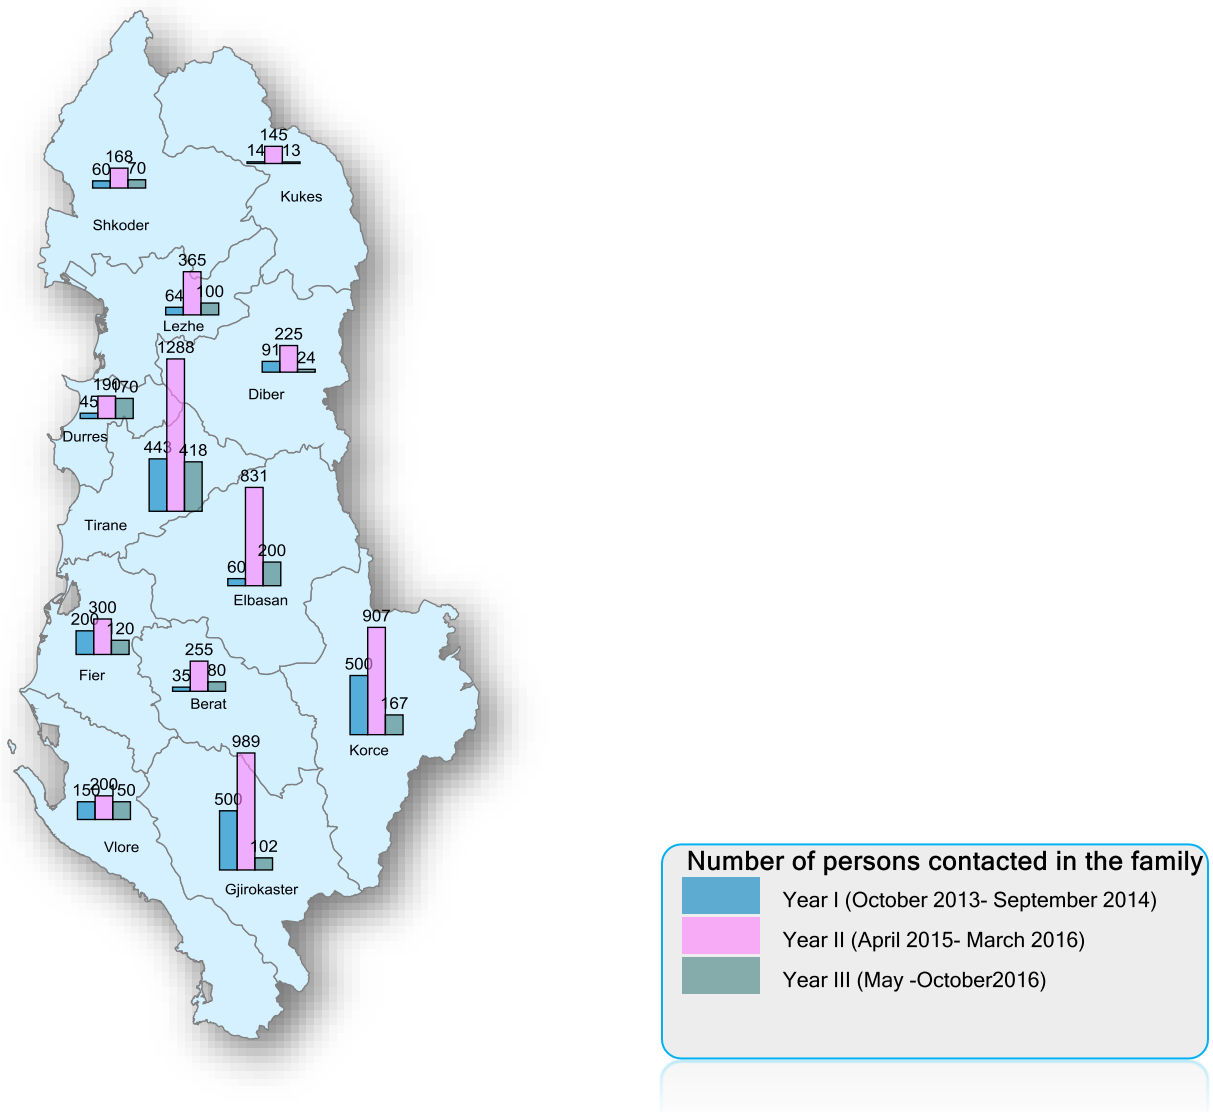 145
14 13
Kukes
168
60 70
Shkoder
365
64 100
Lezhe
225
91 24
Diber
1288
443 418
Tirane
190
45 170
Durres
831
60 200
Elbasan
300
200 120
Fier
255
35 80
Berat
907
500 167
Korce
989
500 102
Gjirokaster
200
150 150
Vlore
Number of persons contacted in the family
Year I (October 2013- September 2014)
Year II (April 2015- March 2016)
Year III (May -October2016)